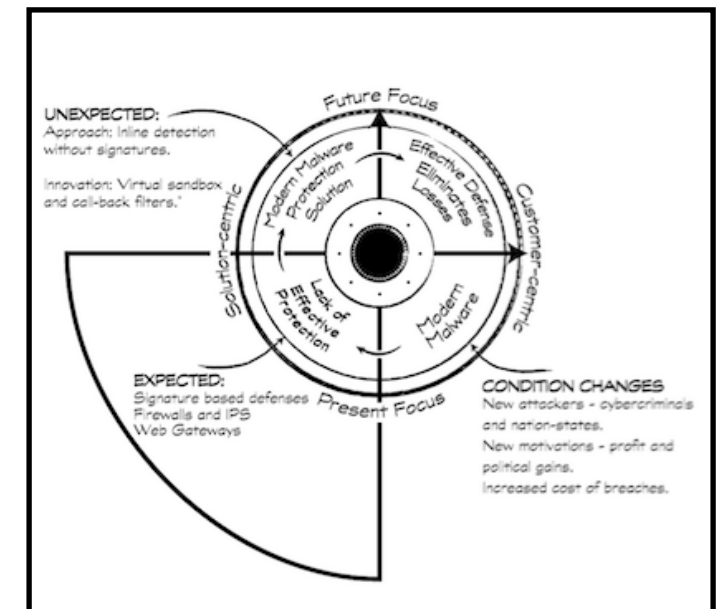 Future Focus
UNEXPECTED:
Approach: Inline detection
without signatures.
Innovation: Virtual sandbox
and call-back filters.*
Modern Malware
Protection
Solution
Effective Defense
Eliminates
Losses
Solution-centric
Customer-centric
Lack of
Effective
Protection
Modern
Malware
EXPECTED:
Signature based defenses
Firewalls and IPS
Web Gateways
Present Focus
CONDITION CHANGES
New attackers - cybercriminals
and nation-states.
New motivations - profit and
political gains.
Increased cost of breaches.